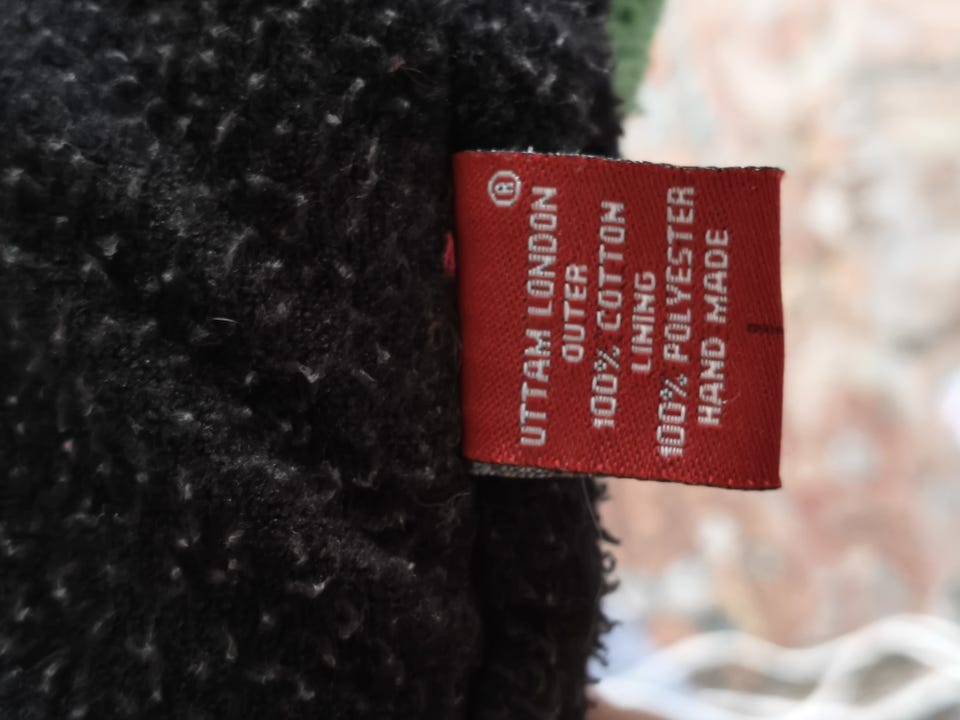 ®
UTTAM LONDON
OUTER
100% COTTON
LINING
100% POLYESTER
HAND MADE